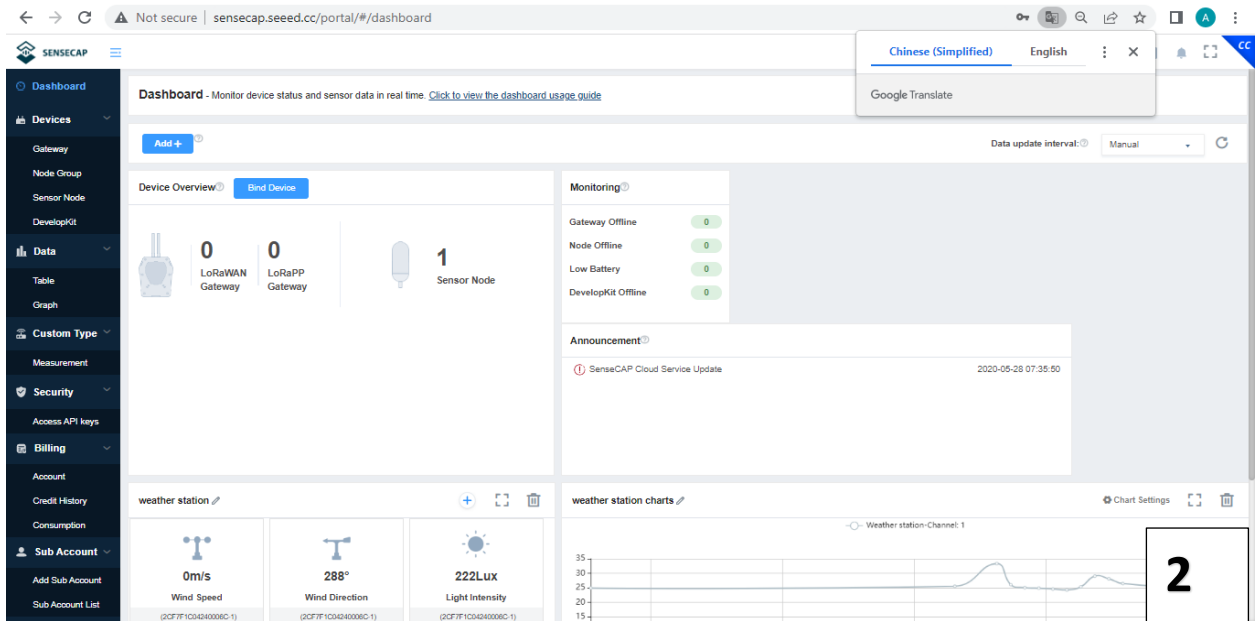 Not secure | sensecap.seeed.cc/portal/#/dashboard
A
SENSECAP
Chinese (Simplified) English
CC
Google Translate
Dashboard
Devices
Gateway
Node Group
Sensor Node
DevelopKit
Data
Table
Graph
Custom Type
Measurement
Security
Access API keys
Billing
Account
Credit History
Consumption
Sub Account
Add Sub Account
Sub Account List
Dashboard - Monitor device status and sensor data in real time. Click to view the dashboard usage guide
Add +
Data update interval: Manual
Device Overview Bind Device
0
LoRaWAN
Gateway
0
LoRaPP
Gateway
1
Sensor Node
Monitoring
Gateway Offline 0
Node Offline 0
Low Battery 0
DevelopKit Offline 0
Announcement
SenseCAP Cloud Service Update 2020-05-28 07:35:50
weather station
0m/s
Wind Speed
(2CF7F1C04240006C-1)
288°
Wind Direction
(2CF7F1C04240006C-1)
222Lux
Light Intensity
(2CF7F1C04240006C-1)
weather station charts
Chart Settings
Weather station-Channel: 1
35
30
25
20
15
2